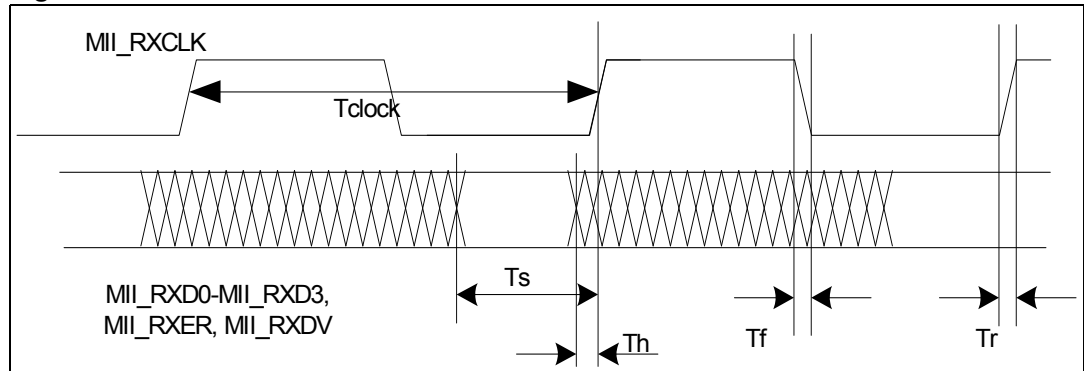 MII_RXCLK
Tclock
Ts
MII_RXD0-MII_RXD3,
MII_RXER, MII_RXDV
Th
Tf
Tr